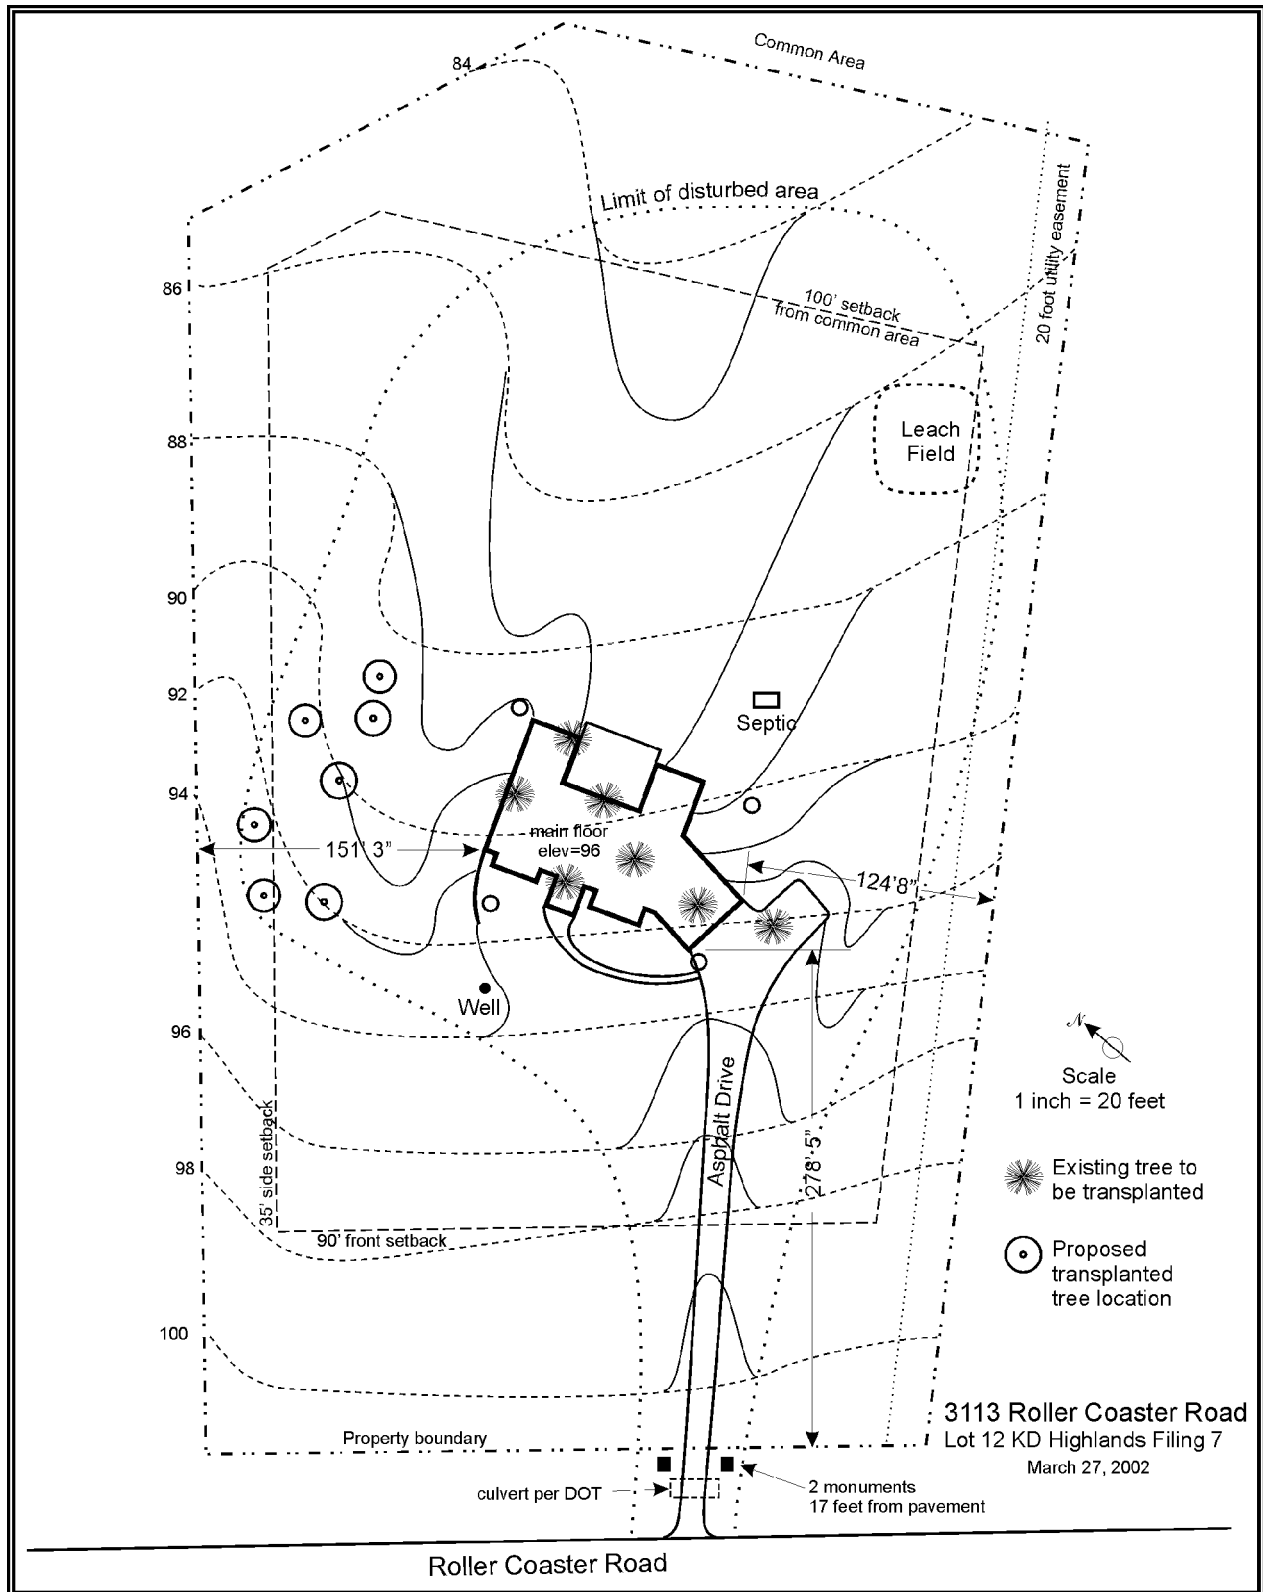 Common Area
84
Limit of disturbed area
20 foot utility easement
86
100' setback
from common area
88
Leach
Field
90
92
Septic
94
main floor
elev=96
151' 3"
124'8"
Well
N
96
Scale
1 inch = 20 feet
Asphalt Drive
278'-5"
35' side setback
98
Existing tree to
be transplanted
90' front setback
Proposed
transplanted
tree location
100
3113 Roller Coaster Road
Lot 12 KD Highlands Filing 7
March 27, 2002
Property boundary
culvert per DOT
2 monuments
17 feet from pavement
Roller Coaster Road